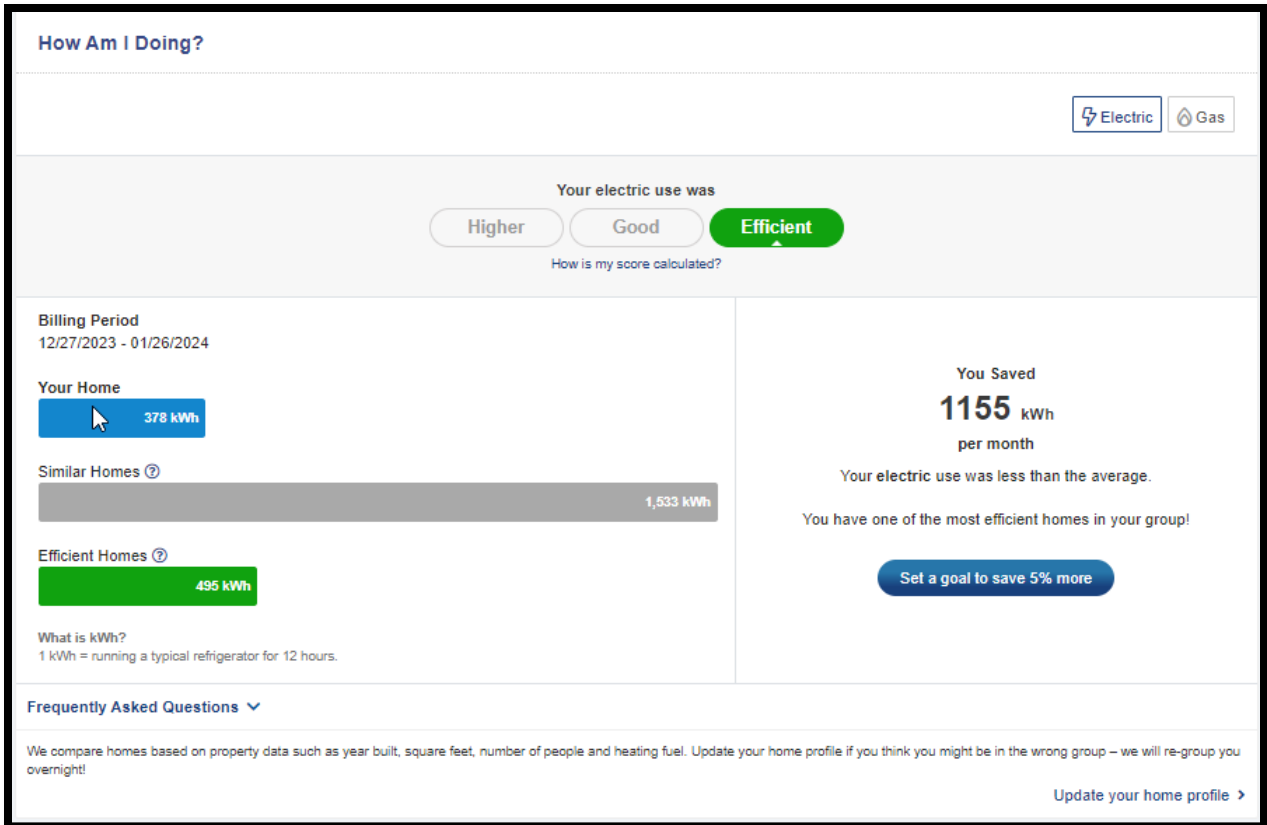 How Am I Doing?
Electric
Gas
Your electric use was
Higher
Good
Efficient
How is my score calculated?
Billing Period
12/27/2023 - 01/26/2024
Your Home
378 kWh
Similar Homes ?
1,533 kWh
Efficient Homes ?
495 kWh
What is kWh?
1 kWh = running a typical refrigerator for 12 hours.
You Saved
1155 kWh
per month
Your electric use was less than the average.
You have one of the most efficient homes in your group!
Set a goal to save 5% more
Frequently Asked Questions
We compare homes based on property data such as year built, square feet, number of people and heating fuel. Update your home profile if you think you might be in the wrong group – we will re-group you
overnight!
Update your home profile >